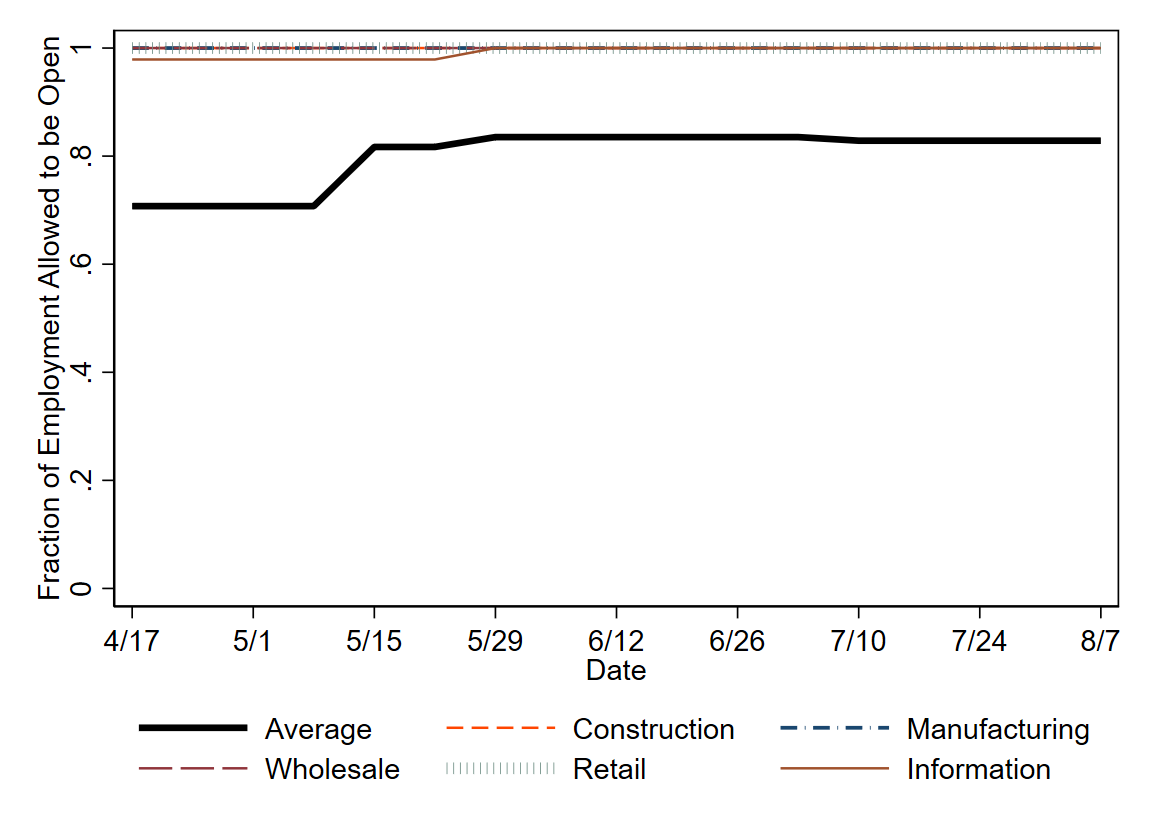 Fraction of Employment Allowed to be Open
1
.8
.6
.4
.2
0
4/17 5/1 5/15 5/29 6/12 6/26 7/10 7/24 8/7
Date
Average Construction Manufacturing
Wholesale Retail Information